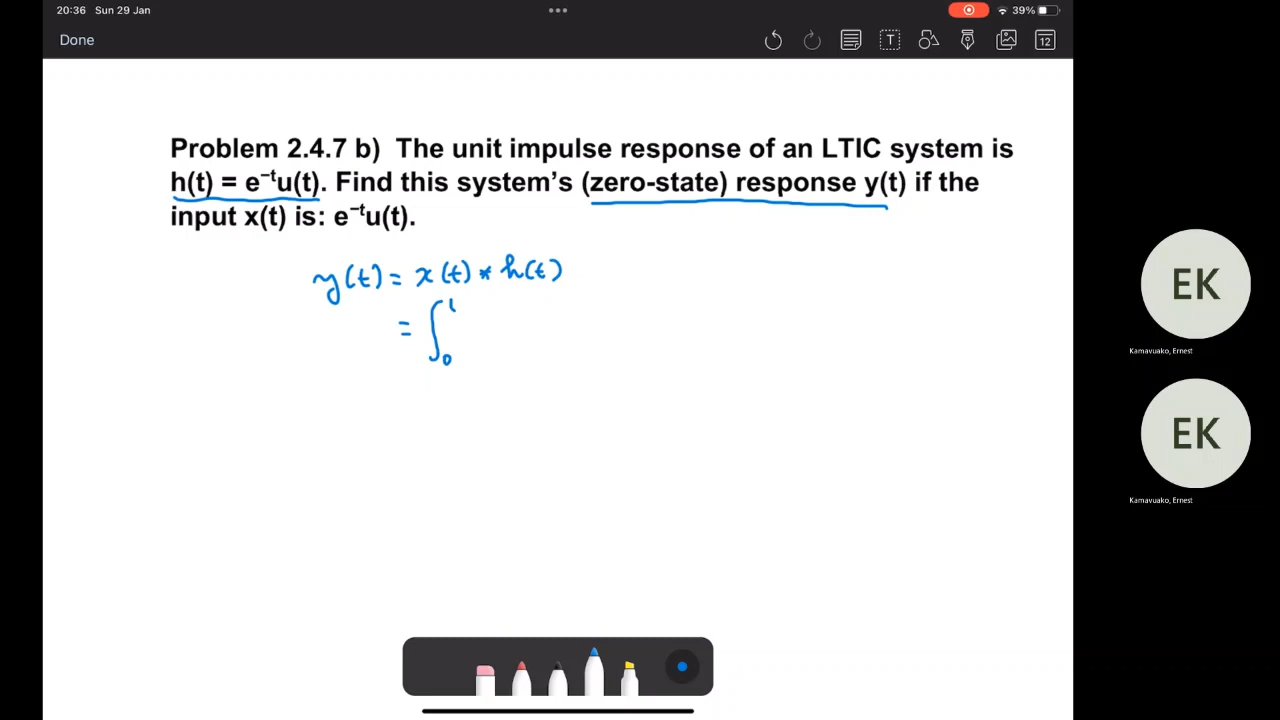 20:36 Sun 29 Jan
39%
Done
T
12
Problem 2.4.7 b) The unit impulse response of an LTIC system is
h(t) = e⁻ᵗu(t). Find this system's (zero-state) response y(t) if the
input x(t) is: e⁻ᵗu(t).
y(t) = x(t) * h(t)
= ∫₀
EK
Kamavuako, Ernest
EK
Kamavuako, Ernest